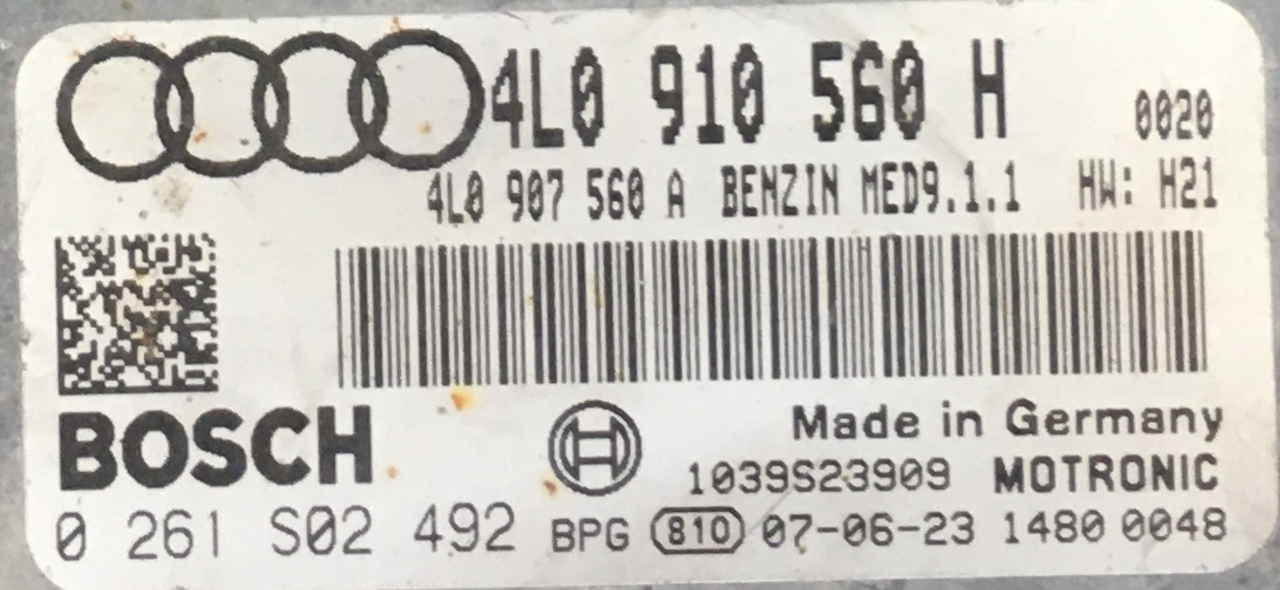 4L0 910 560 H 0020
4L0 907 560 A BENZIN MED9.1.1 HW: H21
BOSCH
Made in Germany
1039S23909 MOTRONIC
0 261 S02 492 BPG 810 07-06-23 1480 0048